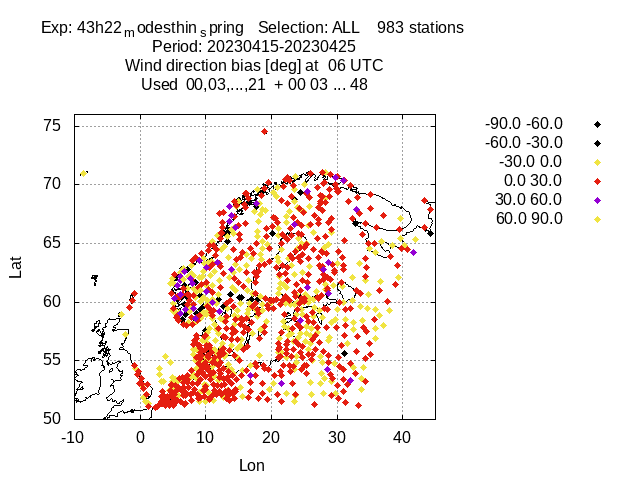 Exp: 43h22modesthinspring Selection: ALL 983 stations
Period: 20230415-20230425
Wind direction bias [deg] at 06 UTC
Used 00,03,...,21 + 00 03 ... 48
-90.0 -60.0
-60.0 -30.0
-30.0 0.0
0.0 30.0
30.0 60.0
60.0 90.0
75
70
65
60
55
50
Lat
-10 0 10 20 30 40
Lon